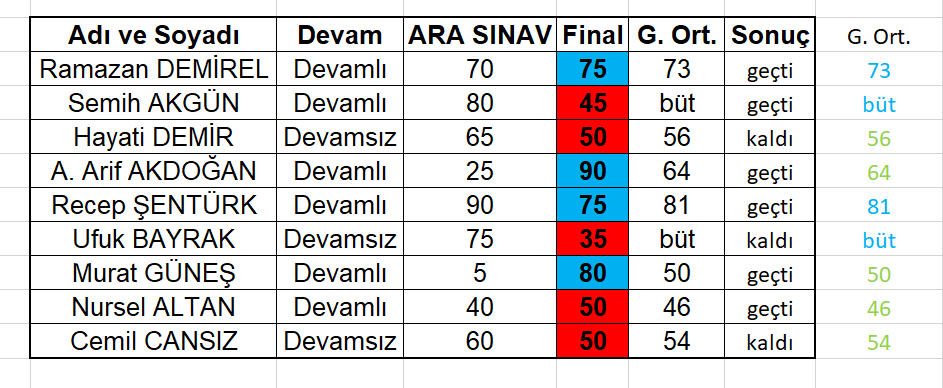 Adı ve Soyadı Devam ARA SINAV Final G. Ort. Sonuç G. Ort.
Ramazan DEMİREL Devamlı 70 75 73 geçti 73
Semih AKGÜN Devamlı 80 45 büt geçti büt
Hayati DEMİR Devamsız 65 50 56 kaldı 56
A. Arif AKDOĞAN Devamlı 25 90 64 geçti 64
Recep ŞENTÜRK Devamlı 90 75 81 geçti 81
Ufuk BAYRAK Devamsız 75 35 büt kaldı büt
Murat GÜNEŞ Devamlı 5 80 50 geçti 50
Nursel ALTAN Devamlı 40 50 46 geçti 46
Cemil CANSIZ Devamsız 60 50 54 kaldı 54